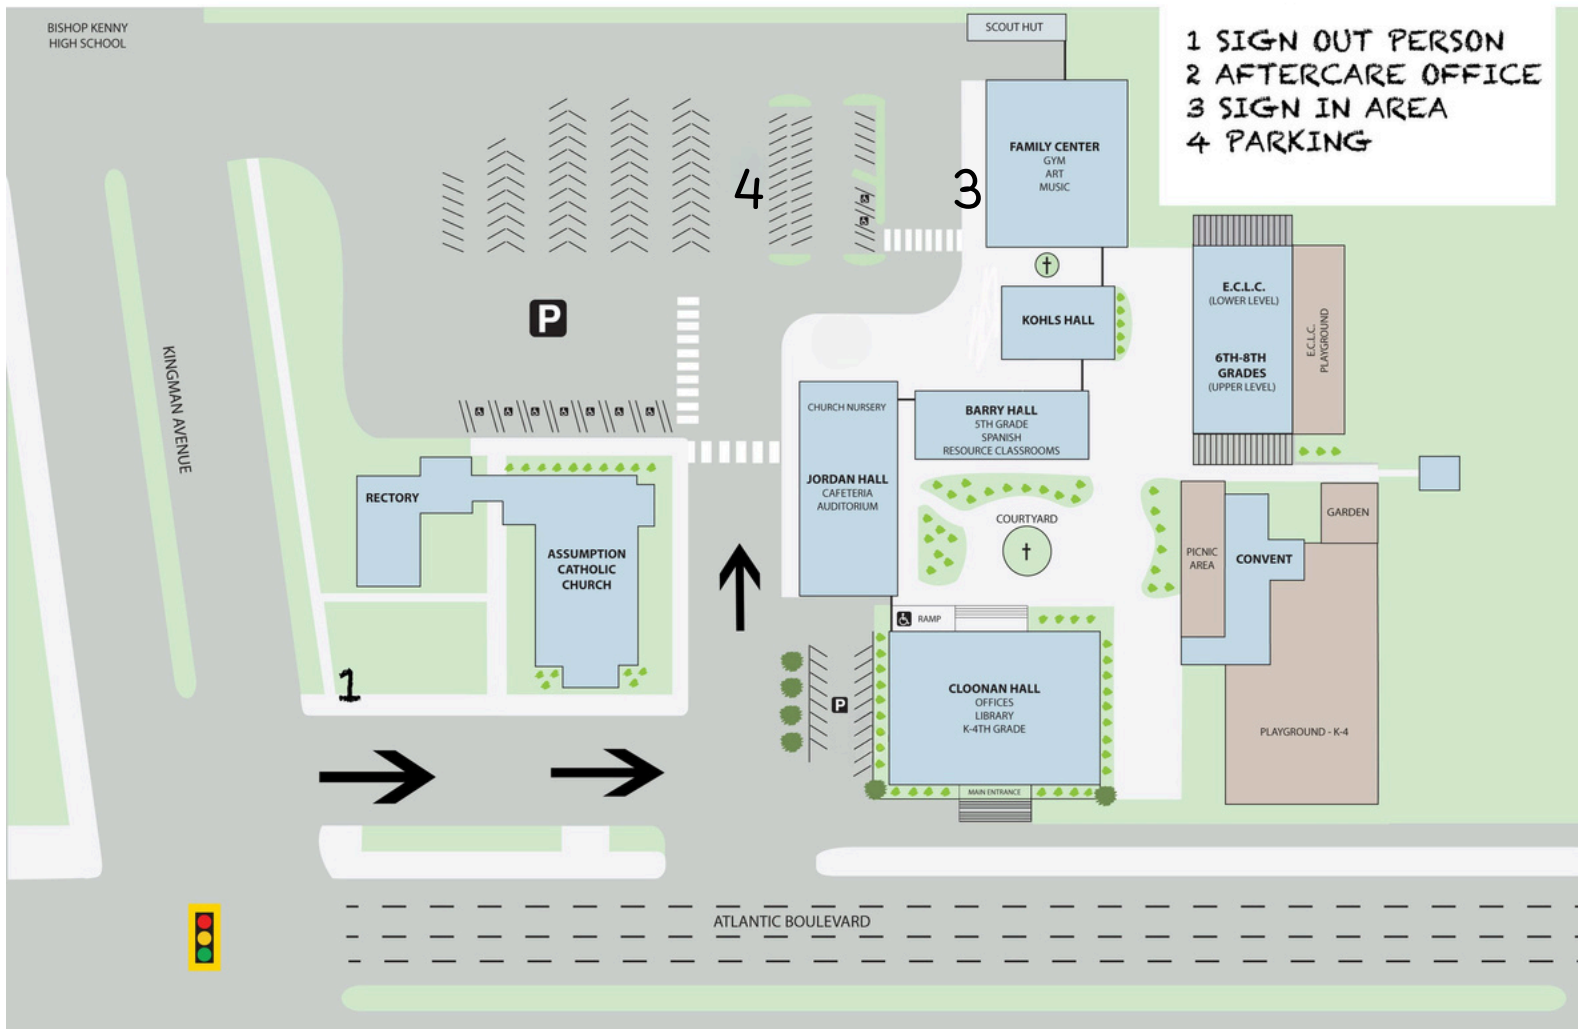 BISHOP KENNY
HIGH SCHOOL
SCOUT HUT
1 SIGN OUT PERSON
2 AFTERCARE OFFICE
3 SIGN IN AREA
4 PARKING
FAMILY CENTER
GYM
ART
MUSIC
4
3
KOHLS HALL
E.C.L.C.
(LOWER LEVEL)
6TH-8TH
GRADES
(UPPER LEVEL)
E.C.L.C.
PLAYGROUND
P
KINGMAN AVENUE
CHURCH NURSERY
JORDAN HALL
CAFETERIA
AUDITORIUM
BARRY HALL
5TH GRADE
SPANISH
RESOURCE CLASSROOMS
RECTORY
ASSUMPTION
CATHOLIC
CHURCH
COURTYARD
PICNIC
AREA
CONVENT
GARDEN
RAMP
1
P
CLOONAN HALL
OFFICES
LIBRARY
K-4TH GRADE
MAIN ENTRANCE
PLAYGROUND - K-4
ATLANTIC BOULEVARD